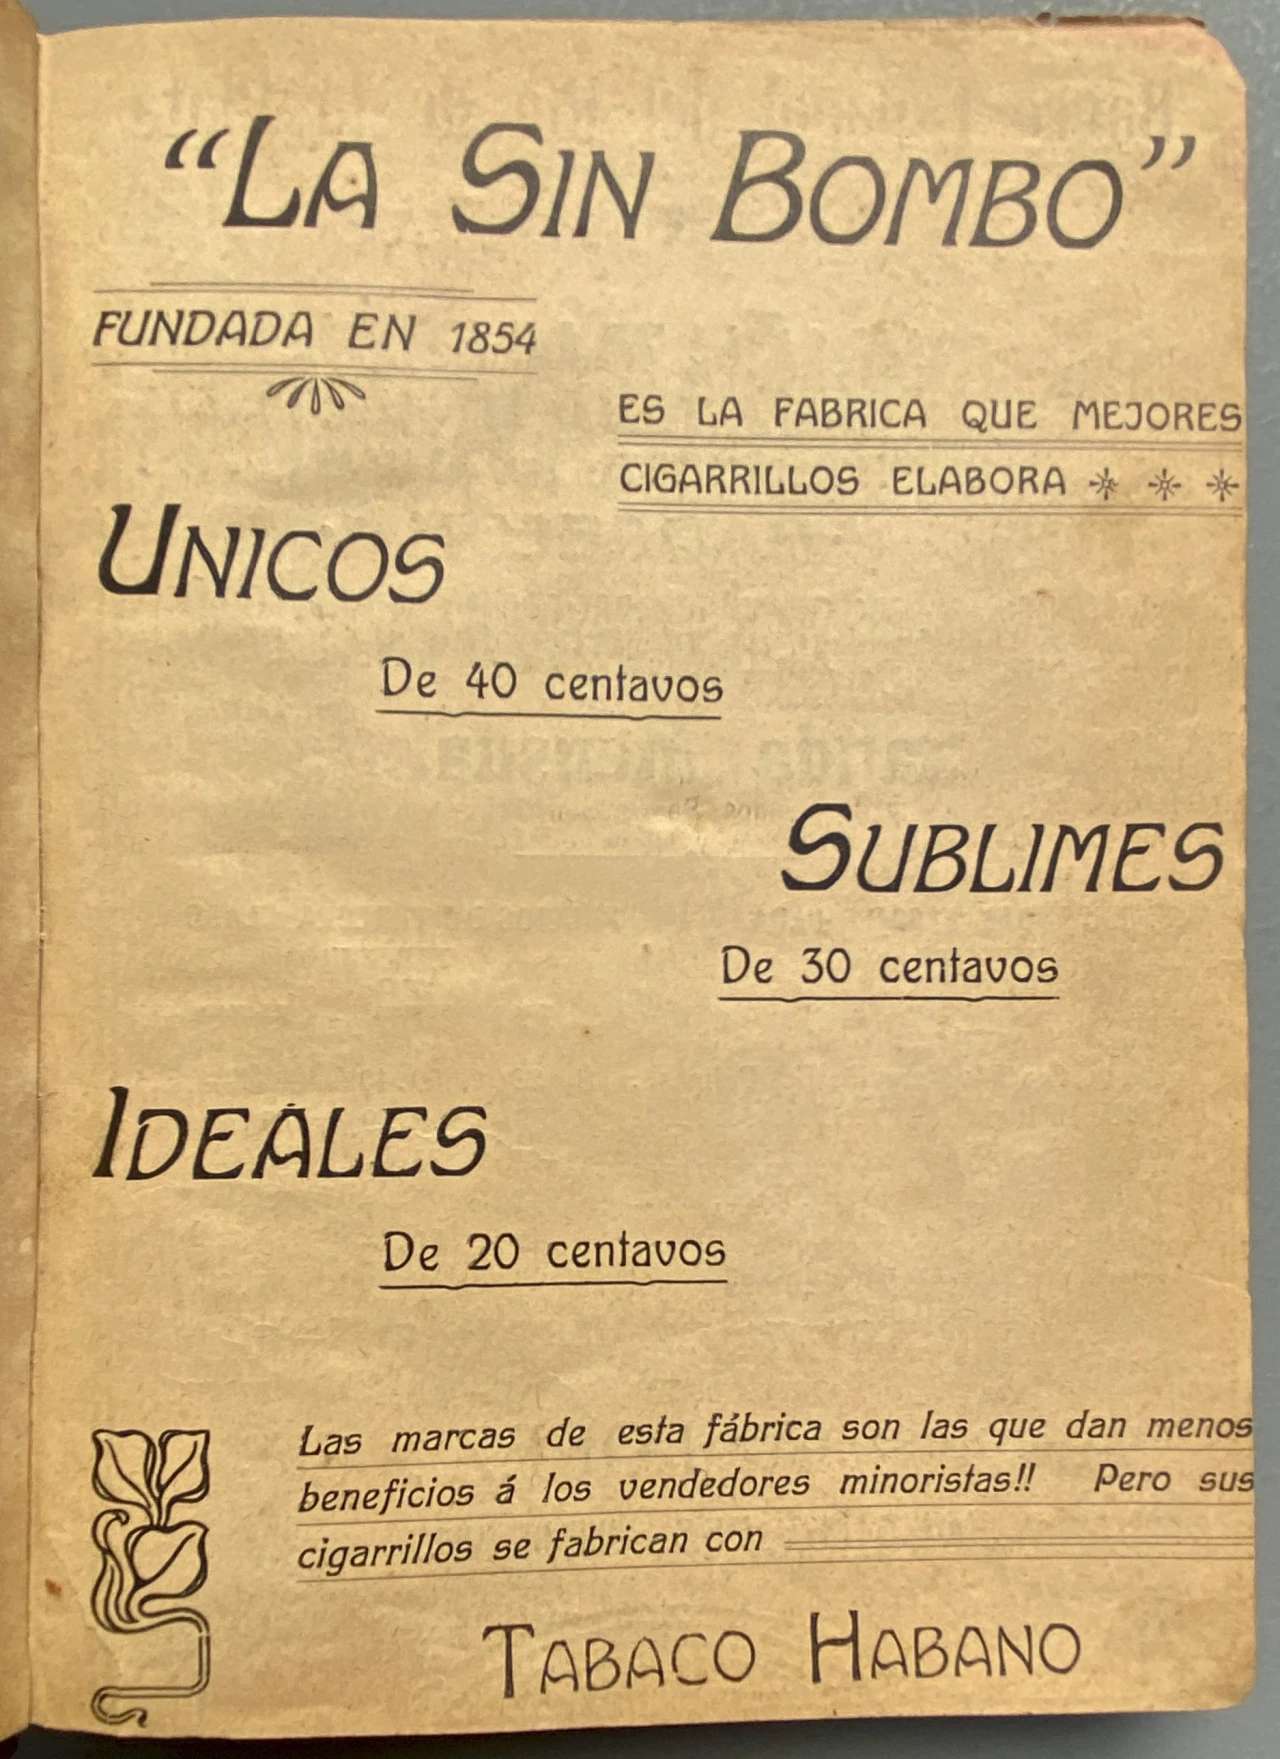 “LA SIN BOMBO”
FUNDADA EN 1854
ES LA FABRICA QUE MEJORES
CIGARRILLOS ELABORA
UNICOS
De 40 centavos
SUBLIMES
De 30 centavos
IDEALES
De 20 centavos
Las marcas de esta fábrica son las que dan menos
beneficios á los vendedores minoristas!! Pero sus
cigarrillos se fabrican con
TABACO HABANO